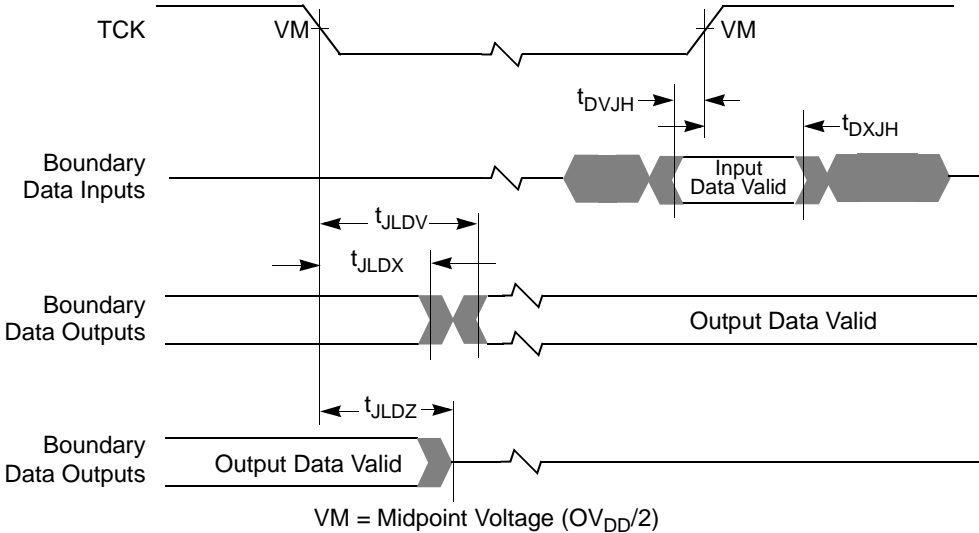 TCK
VM
VM
tDVJH
tDXJH
Boundary
Data Inputs
Input
Data Valid
tJLDV
tJLDX
Boundary
Data Outputs
Output Data Valid
tJLDZ
Boundary
Data Outputs
Output Data Valid
VM = Midpoint Voltage (OVDD/2)